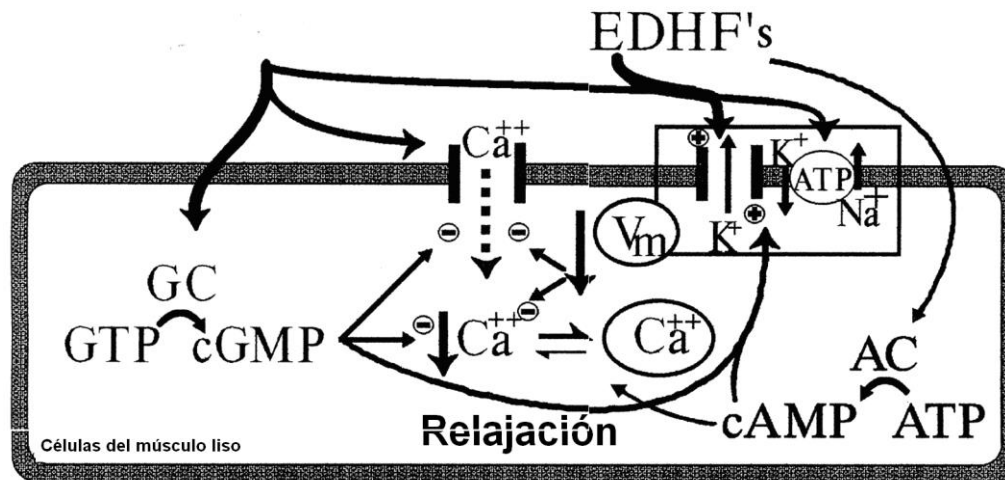 EDHF's
Ca++
K+
ATP
Na+
K+
Vm
GC
GTP
cGMP
Ca++
Ca++
AC
cAMP
ATP
Relajación
Células del músculo liso